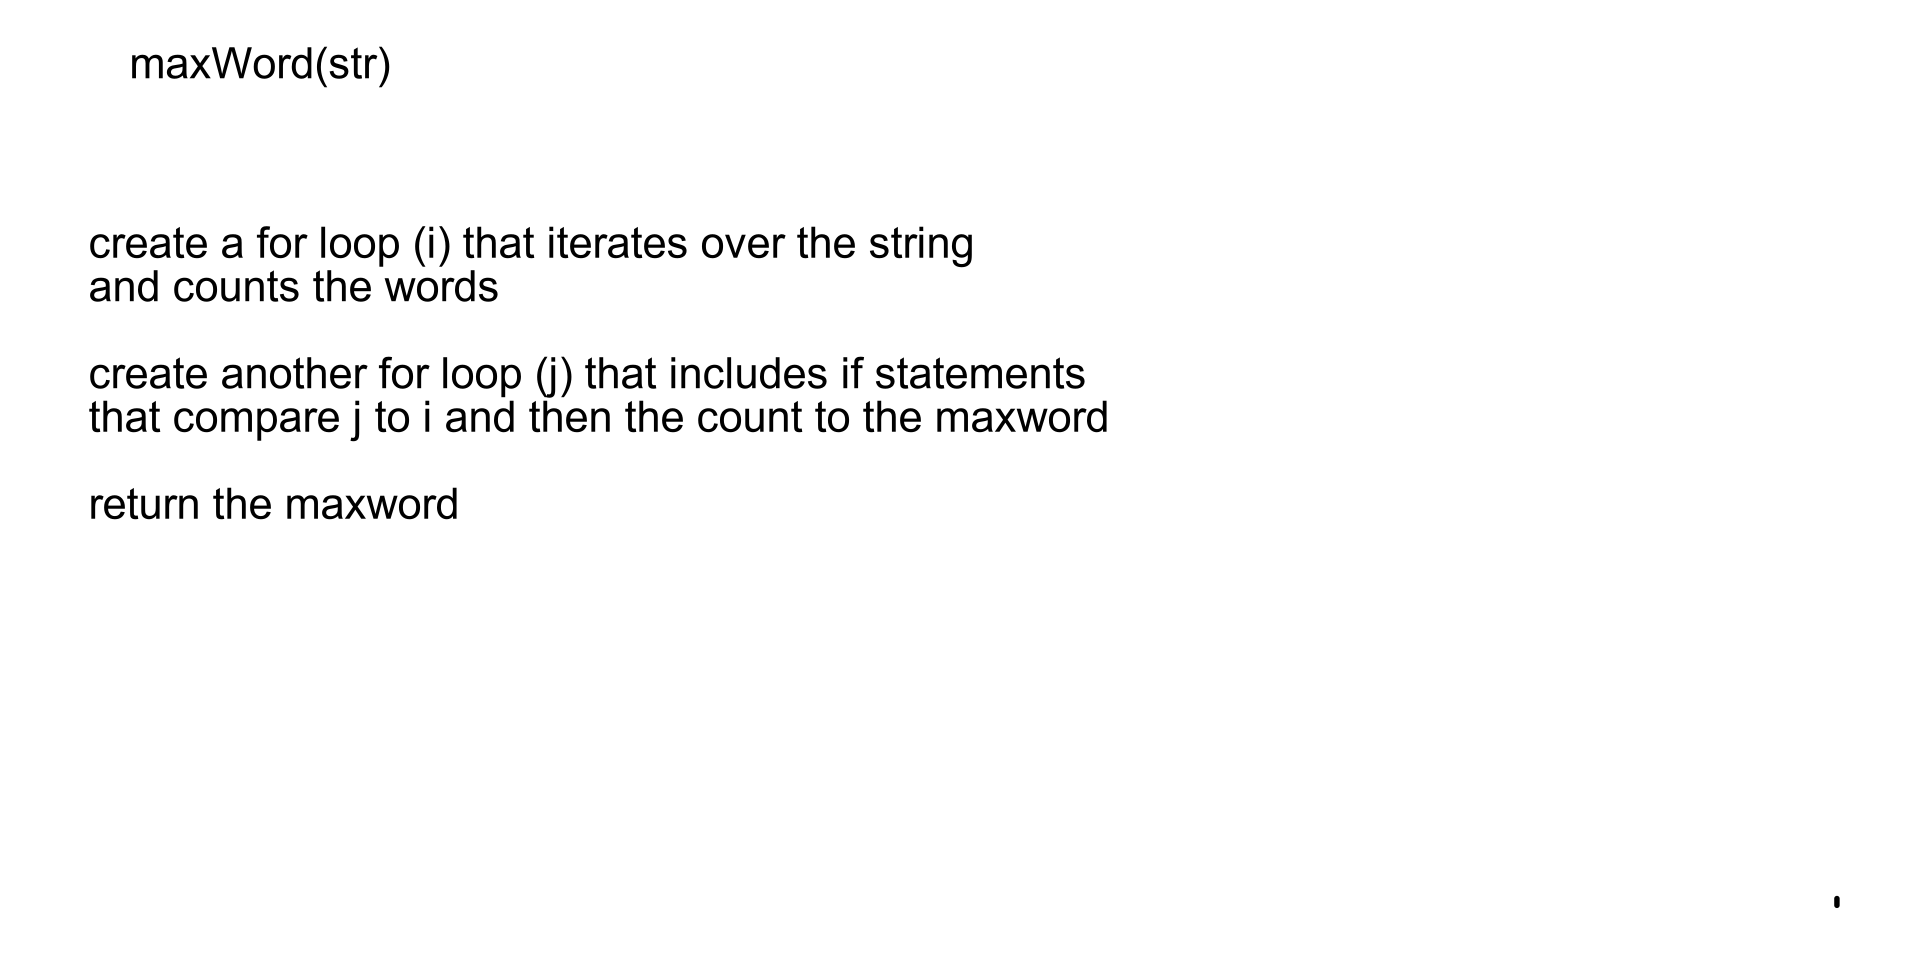 maxWord(str)
create a for loop (i) that iterates over the string
and counts the words
create another for loop (j) that includes if statements
that compare j to i and then the count to the maxword
return the maxword